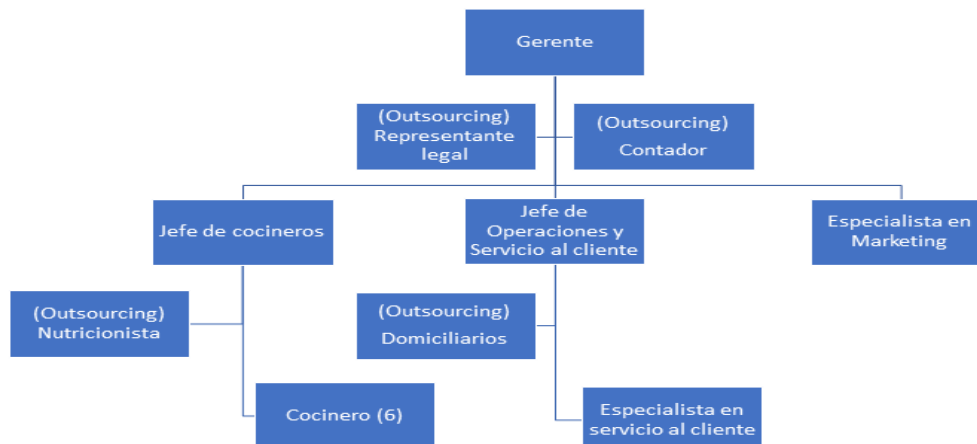 Gerente
(Outsourcing)
Representante
legal
(Outsourcing)
Contador
Jefe de cocineros
Jefe de
Operaciones y
Servicio al cliente
Especialista en
Marketing
(Outsourcing)
Nutricionista
(Outsourcing)
Domiciliarios
Cocinero (6)
Especialista en
servicio al cliente